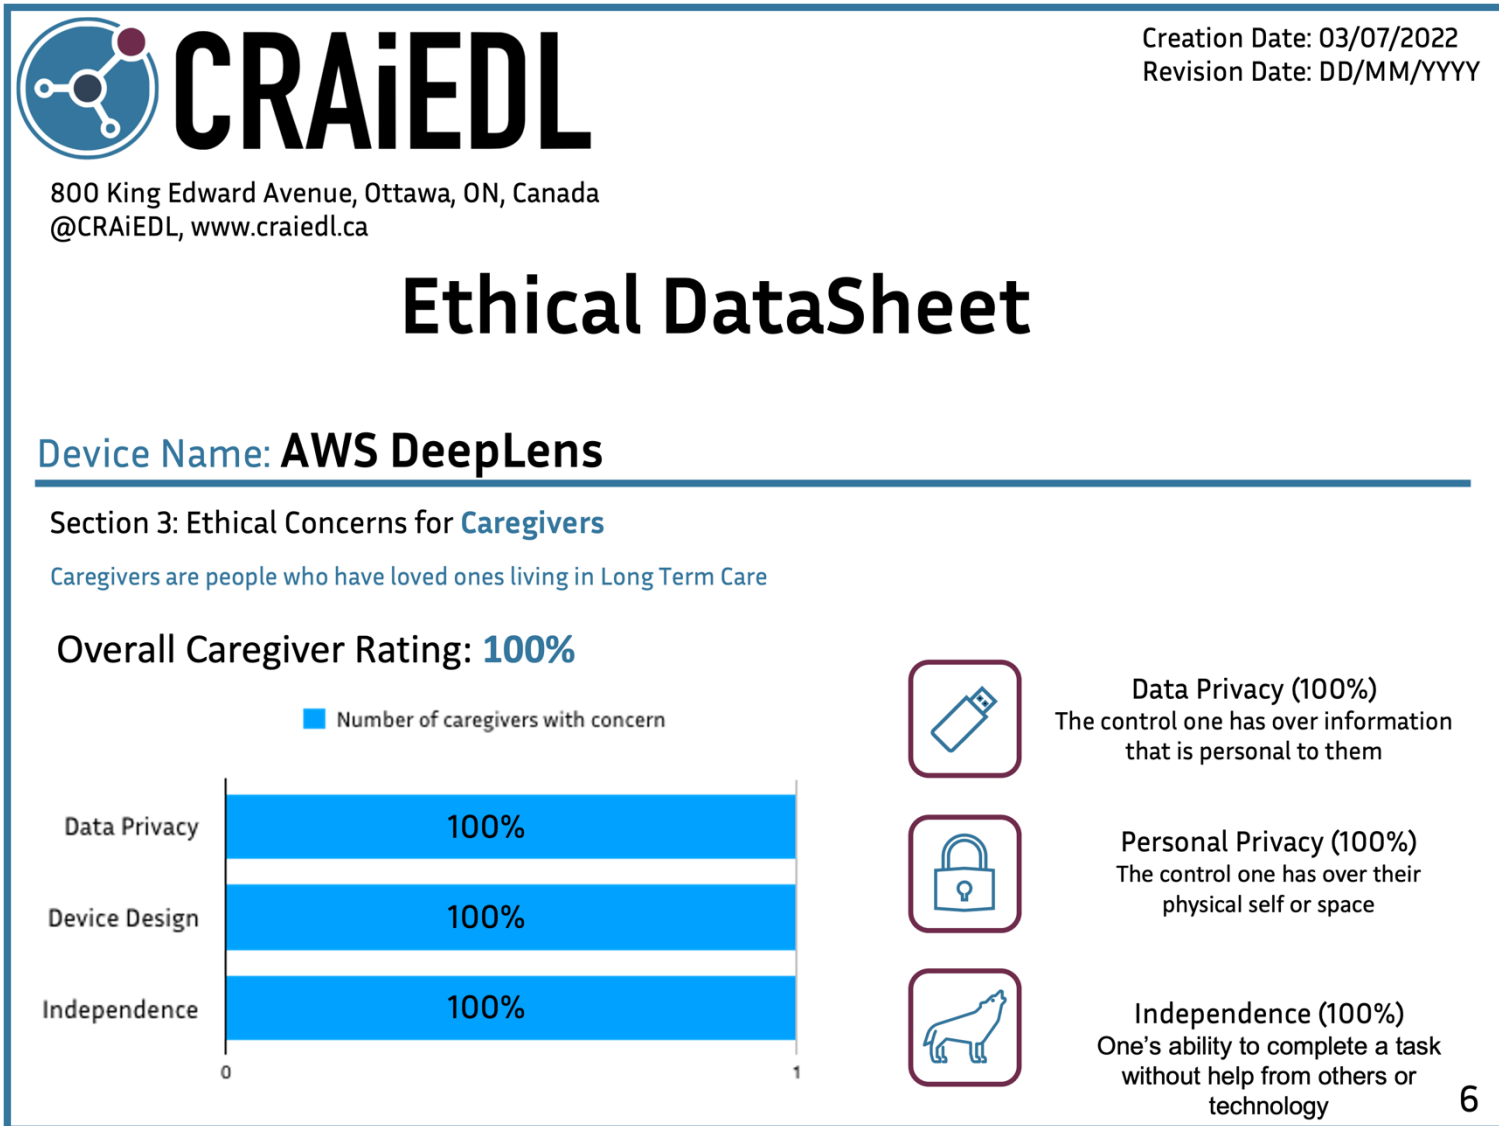 CRAiEDL
Creation Date: 03/07/2022
Revision Date: DD/MM/YYYY
800 King Edward Avenue, Ottawa, ON, Canada
@CRAiEDL, www.craiedl.ca
Ethical DataSheet
Device Name: AWS DeepLens
Section 3: Ethical Concerns for Caregivers
Caregivers are people who have loved ones living in Long Term Care
Overall Caregiver Rating: 100%
Number of caregivers with concern
Data Privacy 100%
Device Design 100%
Independence 100%
0 1
Data Privacy (100%)
The control one has over information
that is personal to them
Personal Privacy (100%)
The control one has over their
physical self or space
Independence (100%)
One's ability to complete a task
without help from others or
technology
6